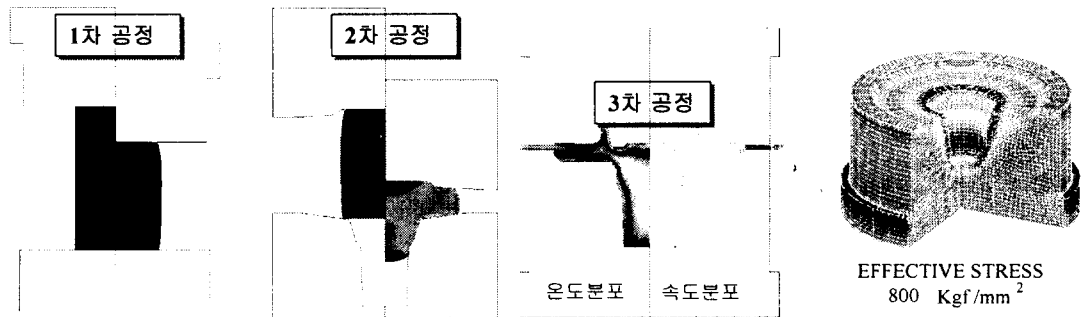 1차 공정
2차 공정
3차 공정
온도분포
속도분포
EFFECTIVE STRESS
800 Kgf/mm²